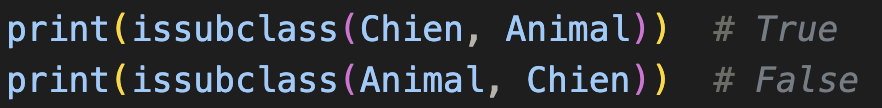 print(issubclass(Chien, Animal))  # True
print(issubclass(Animal, Chien))  # False